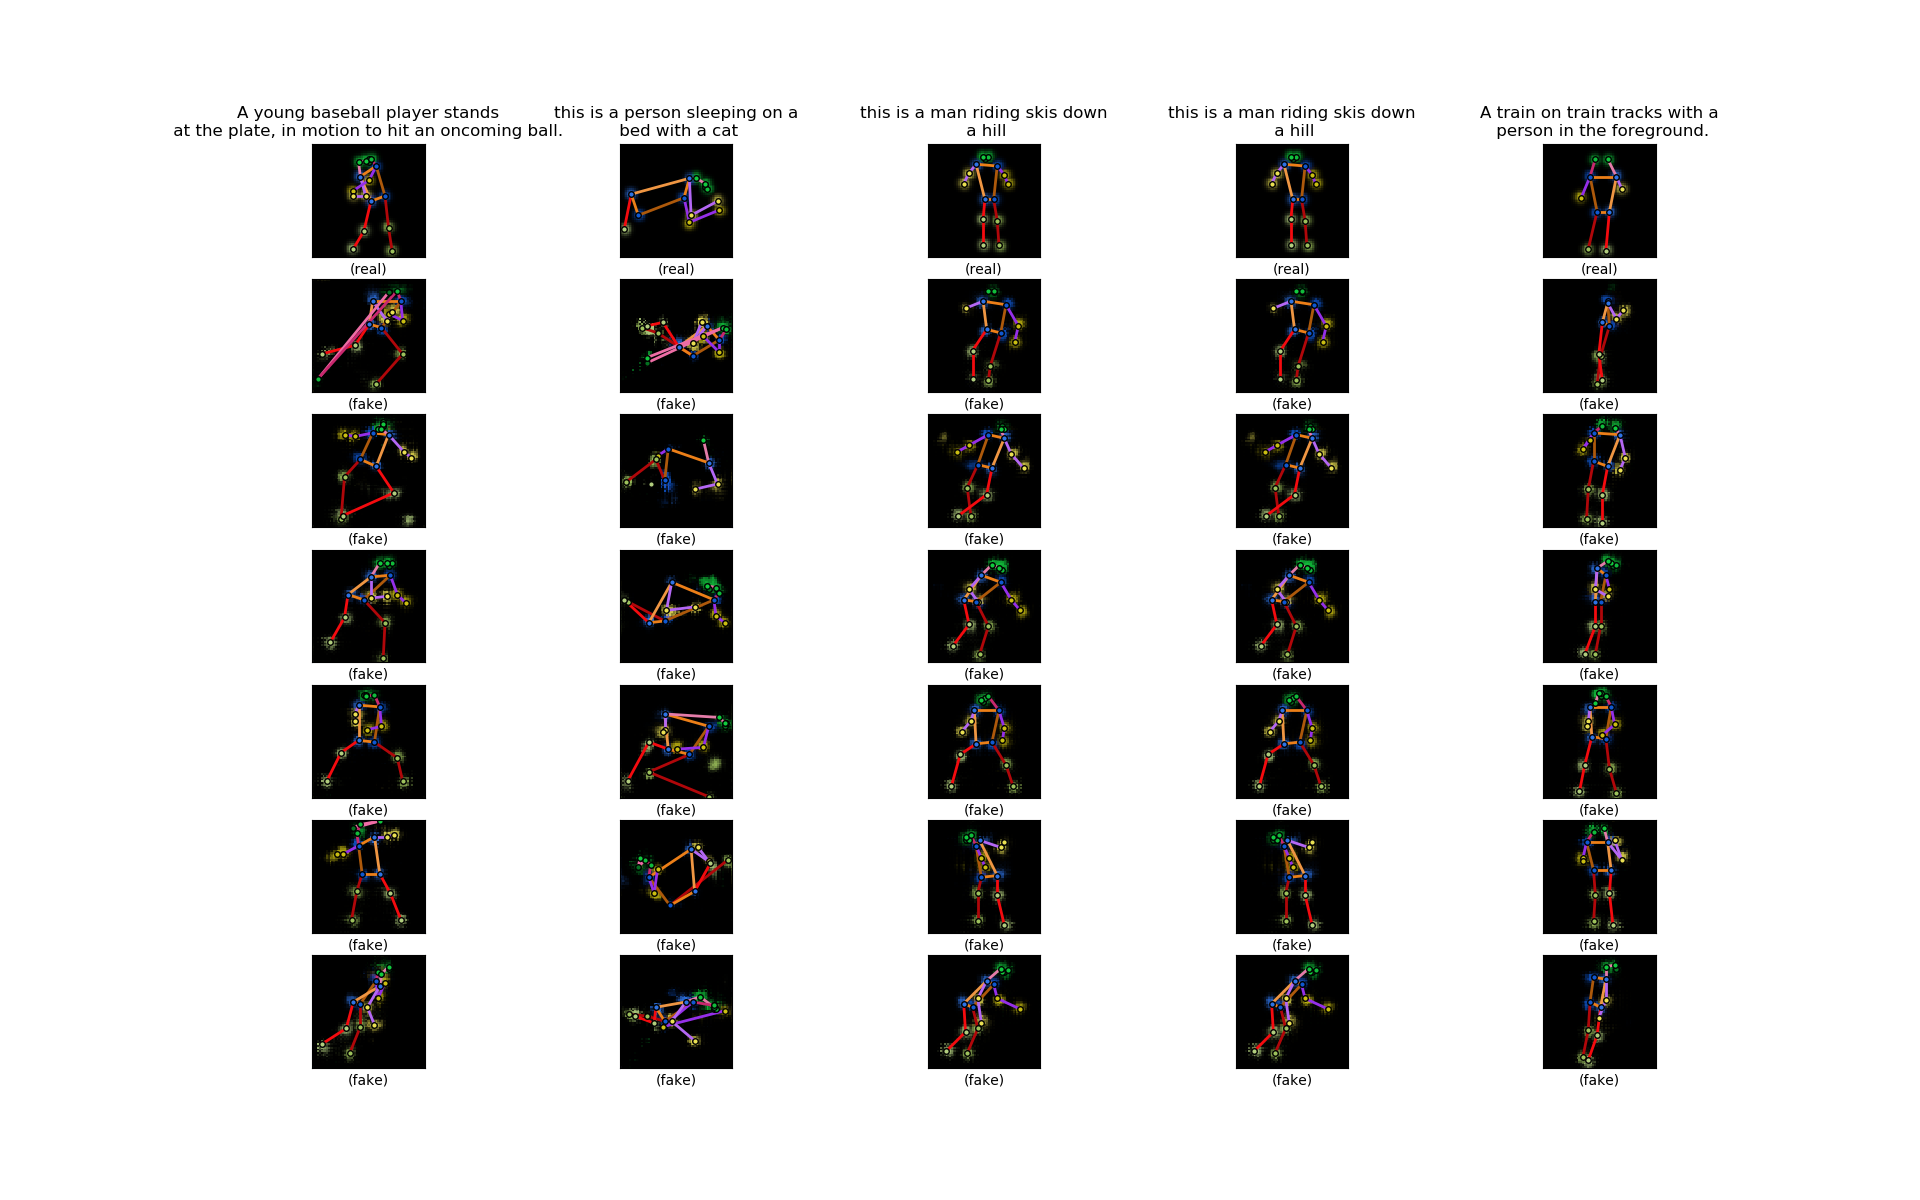 A young baseball player stands
at the plate, in motion to hit an oncoming ball.
this is a person sleeping on a
bed with a cat
this is a man riding skis down
a hill
this is a man riding skis down
a hill
A train on train tracks with a
person in the foreground.
(real) (real) (real) (real) (real)
(fake) (fake) (fake) (fake) (fake)
(fake) (fake) (fake) (fake) (fake)
(fake) (fake) (fake) (fake) (fake)
(fake) (fake) (fake) (fake) (fake)
(fake) (fake) (fake) (fake) (fake)
(fake) (fake) (fake) (fake) (fake)